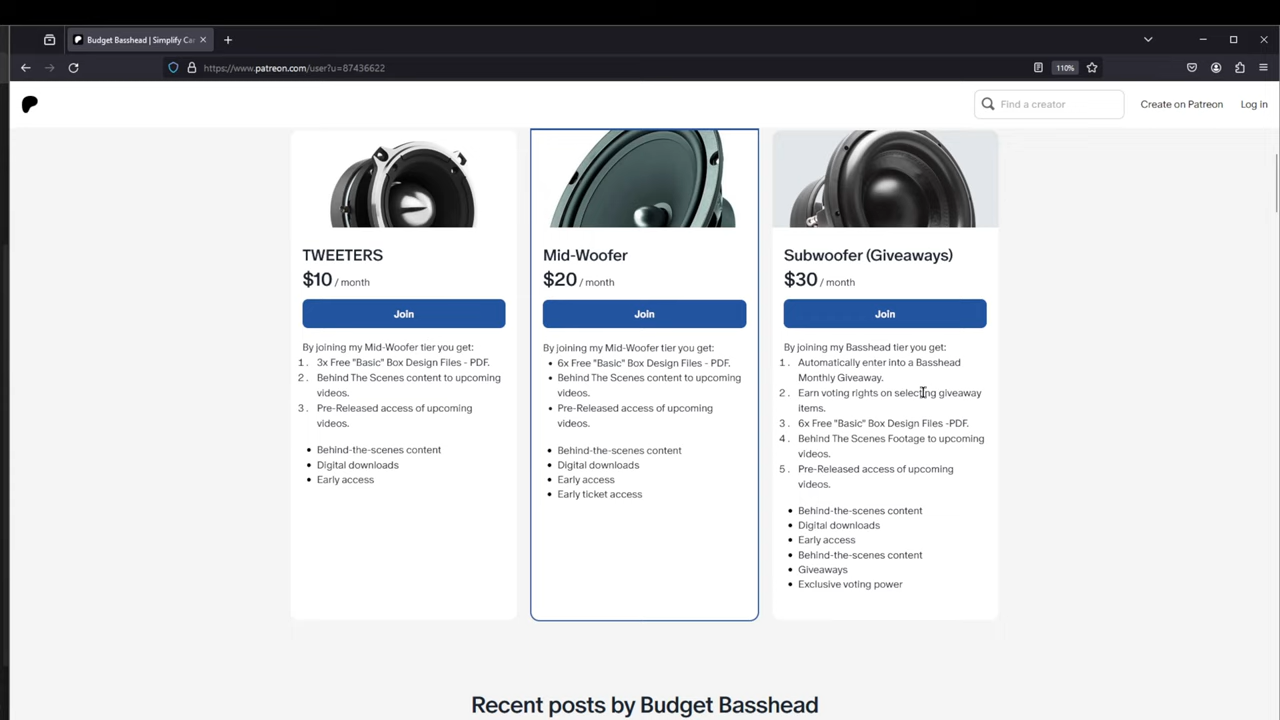 Budget Basshead | Simplify Ca
https://www.patreon.com/user?u=87436622
110%
Find a creator
Create on Patreon
Log in
TWEETERS
$10 / month
Join
By joining my Mid-Woofer tier you get:
1. 3x Free "Basic" Box Design Files - PDF.
2. Behind The Scenes content to upcoming
videos.
3. Pre-Released access of upcoming
videos.
• Behind-the-scenes content
• Digital downloads
• Early access
Mid-Woofer
$20 / month
Join
By joining my Mid-Woofer tier you get:
• 6x Free "Basic" Box Design Files - PDF.
• Behind The Scenes content to upcoming
videos.
• Pre-Released access of upcoming
videos.
• Behind-the-scenes content
• Digital downloads
• Early access
• Early ticket access
Subwoofer (Giveaways)
$30 / month
Join
By joining my Basshead tier you get:
1. Automatically enter into a Basshead
Monthly Giveaway.
2. Earn voting rights on selecting giveaway
items.
3. 6x Free "Basic" Box Design Files -PDF.
4. Behind The Scenes Footage to upcoming
videos.
5. Pre-Released access of upcoming
videos.
• Behind-the-scenes content
• Digital downloads
• Early access
• Behind-the-scenes content
• Giveaways
• Exclusive voting power
Recent posts by Budget Basshead